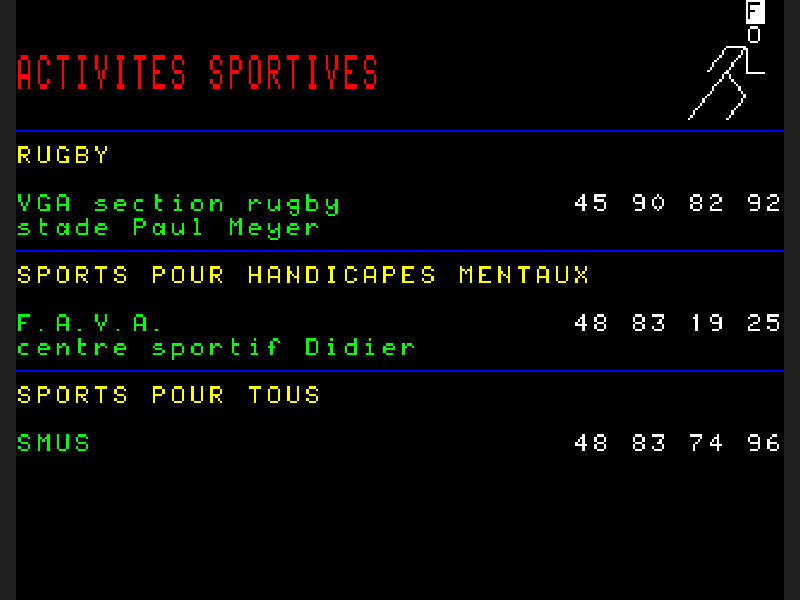 F
ACTIVITES SPORTIVES
RUGBY
VGA section rugby 45 90 82 92
stade Paul Meyer
SPORTS POUR HANDICAPES MENTAUX
F.A.V.A. 48 83 19 25
centre sportif Didier
SPORTS POUR TOUS
SMUS 48 83 74 96